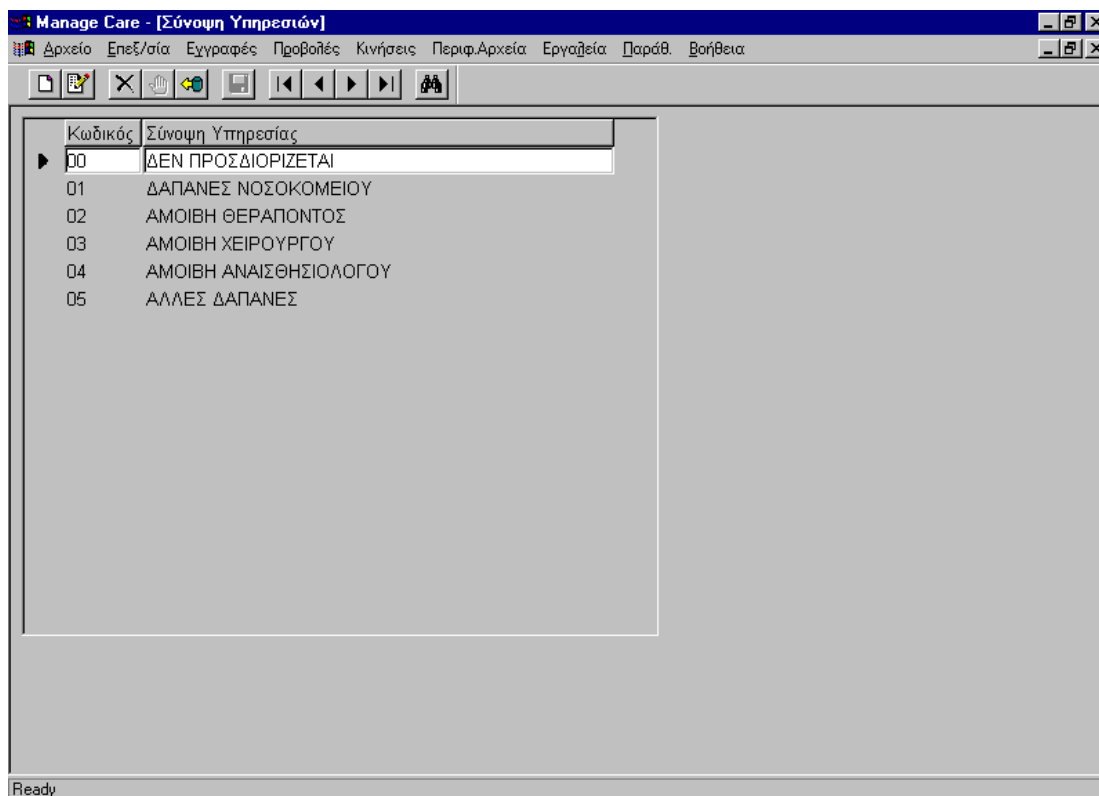 Manage Care - [Σύνοψη Υπηρεσιών]
Αρχείο Επεξ/σία Εγγραφές Προβολές Κινήσεις Περιφ.Αρχεία Εργαλεία Παράθ. Βοήθεια
Κωδικός Σύνοψη Υπηρεσίας
00 ΔΕΝ ΠΡΟΣΔΙΟΡΙΖΕΤΑΙ
01 ΔΑΠΑΝΕΣ ΝΟΣΟΚΟΜΕΙΟΥ
02 ΑΜΟΙΒΗ ΘΕΡΑΠΟΝΤΟΣ
03 ΑΜΟΙΒΗ ΧΕΙΡΟΥΡΓΟΥ
04 ΑΜΟΙΒΗ ΑΝΑΙΣΘΗΣΙΟΛΟΓΟΥ
05 ΑΛΛΕΣ ΔΑΠΑΝΕΣ
Ready